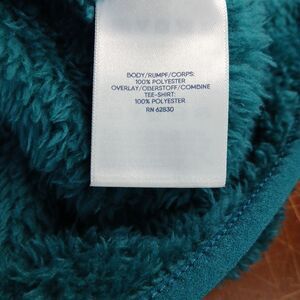 BODY/RUMPF/CORPS:
100% POLYESTER
OVERLAY/OBERSTOFF/COMBINE
TEE-SHIRT:
100% POLYESTER
RN 62830